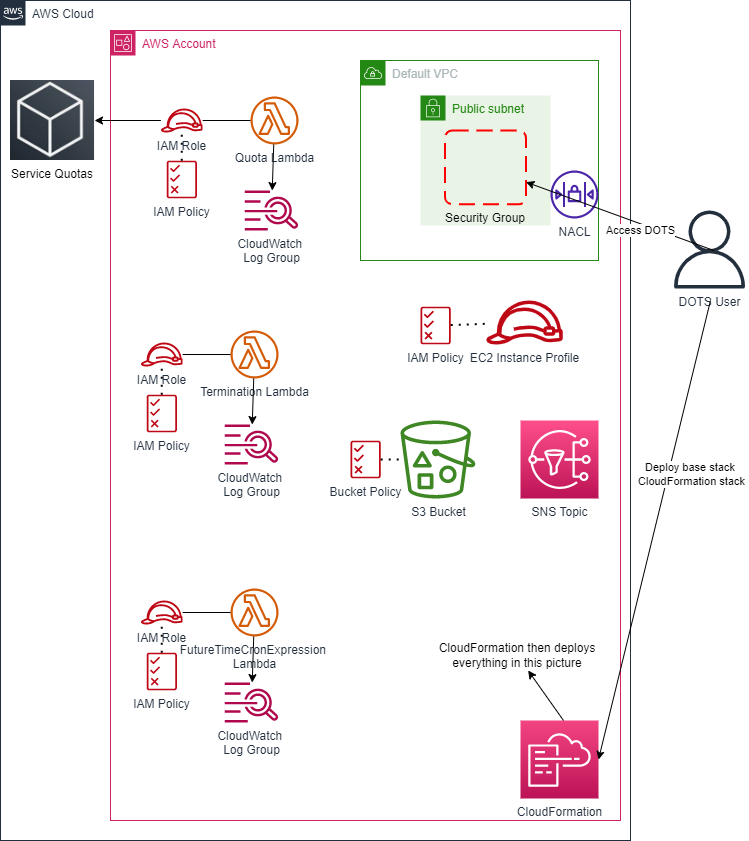 aws
AWS Cloud
AWS Account
Default VPC
Public subnet
Service Quotas
IAM Role
Quota Lambda
IAM Policy
CloudWatch
Log Group
Security Group
NACL
Access DOTS
DOTS User
IAM Policy
EC2 Instance Profile
IAM Role
Termination Lambda
IAM Policy
CloudWatch
Log Group
Bucket Policy
S3 Bucket
SNS Topic
Deploy base stack
CloudFormation stack
IAM Role
FutureTimeCronExpression
Lambda
IAM Policy
CloudWatch
Log Group
CloudFormation then deploys
everything in this picture
CloudFormation